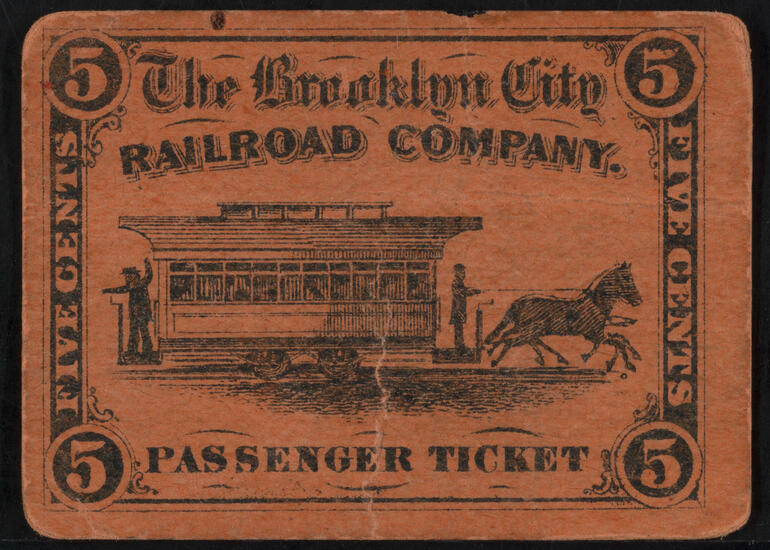 5 5
The Brooklyn City
RAILROAD COMPANY.
FIVE CENTS
FIVE CENTS
5 5
PASSENGER TICKET